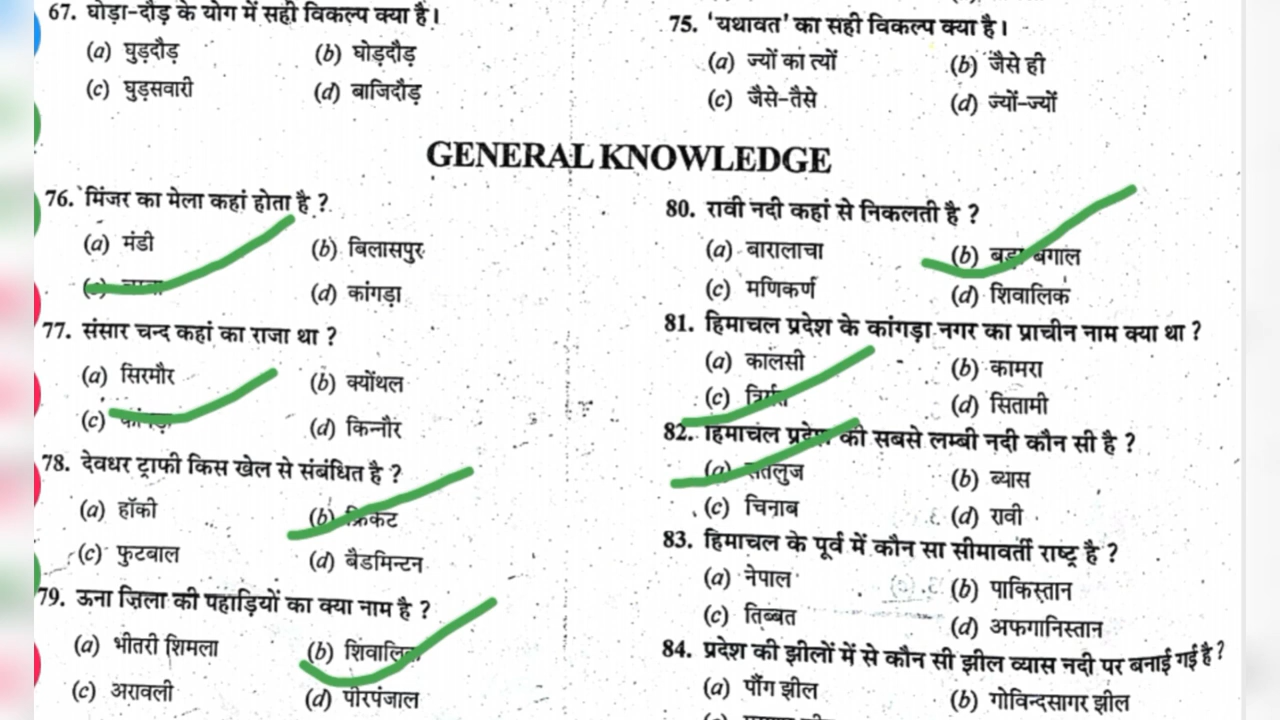 67. घोड़ा-दौड़ के योग में सही विकल्प क्या है।
(a) घुड़दौड़ (b) घोड़दौड़
(c) घुड़सवारी (d) बाजिदौड़
75. 'यथावत' का सही विकल्प क्या है।
(a) ज्यों का त्यों (b) जैसे ही
(c) जैसे-तैसे (d) ज्यों-ज्यों
GENERAL KNOWLEDGE
76. मिंजर का मेला कहां होता है ?
(a) मंडी (b) बिलासपुर
(d) कांगड़ा
77. संसार चन्द कहां का राजा था ?
(a) सिरमौर (b) क्योंथल
(c) कांगड़ा (d) किन्नौर
78. देवधर ट्राफी किस खेल से संबंधित है ?
(a) हॉकी (b) क्रिकेट
(c) फुटबाल (d) बैडमिन्टन
79. ऊना ज़िला की पहाड़ियों का क्या नाम है ?
(a) भीतरी शिमला (b) शिवालिक
(c) अरावली (d) पीरपंजाल
80. रावी नदी कहां से निकलती है ?
(a) बारालाचा (b) बड़ा बंगाल
(c) मणिकर्ण (d) शिवालिक
81. हिमाचल प्रदेश के कांगड़ा नगर का प्राचीन नाम क्या था ?
(a) कालसी (b) कामरा
(c) त्रिर्गत (d) सितामी
82. हिमाचल प्रदेश की सबसे लम्बी नदी कौन सी है ?
(a) सतलुज (b) ब्यास
(c) चिनाब (d) रावी
83. हिमाचल के पूर्व में कौन सा सीमावर्ती राष्ट्र है ?
(a) नेपाल (b) पाकिस्तान
(c) तिब्बत (d) अफगानिस्तान
84. प्रदेश की झीलों में से कौन सी झील व्यास नदी पर बनाई गई है ?
(a) पौंग झील (b) गोविन्दसागर झील